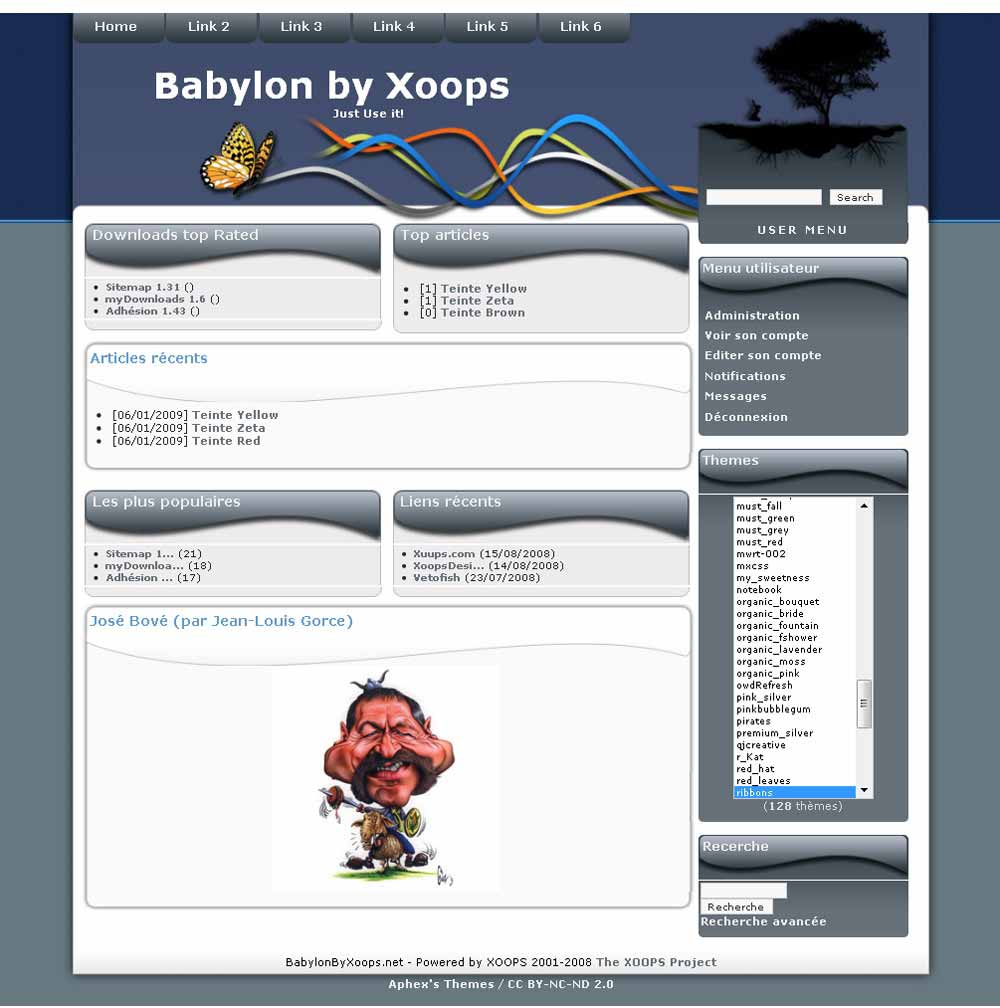 Home Link 2 Link 3 Link 4 Link 5 Link 6
Babylon by Xoops
Just Use it!
Search
USER MENU
Downloads top Rated
Sitemap 1.31 ()
myDownloads 1.6 ()
Adhésion 1.43 ()
Top articles
[1] Teinte Yellow
[1] Teinte Zeta
[0] Teinte Brown
Articles récents
[06/01/2009] Teinte Yellow
[06/01/2009] Teinte Zeta
[06/01/2009] Teinte Red
Les plus populaires
Sitemap 1... (21)
myDownloa... (18)
Adhésion ... (17)
Liens récents
Xuups.com (15/08/2008)
XoopsDesi... (14/08/2008)
Vetofish (23/07/2008)
José Bové (par Jean-Louis Gorce)
Menu utilisateur
Administration
Voir son compte
Editer son compte
Notifications
Messages
Déconnexion
Themes
must_fall
must_green
must_grey
must_red
mwrt-002
mxcss
my_sweetness
notebook
organic_bouquet
organic_bride
organic_fountain
organic_fshower
organic_lavender
organic_moss
organic_pink
owdRefresh
pink_silver
pinkbubblegum
pirates
premium_silver
qjcreative
r_Kat
red_hat
red_leaves
ribbons
(128 thèmes)
Recerche
Recherche
Recherche avancée
BabylonByXoops.net - Powered by XOOPS 2001-2008 The XOOPS Project
Aphex's Themes / CC BY-NC-ND 2.0